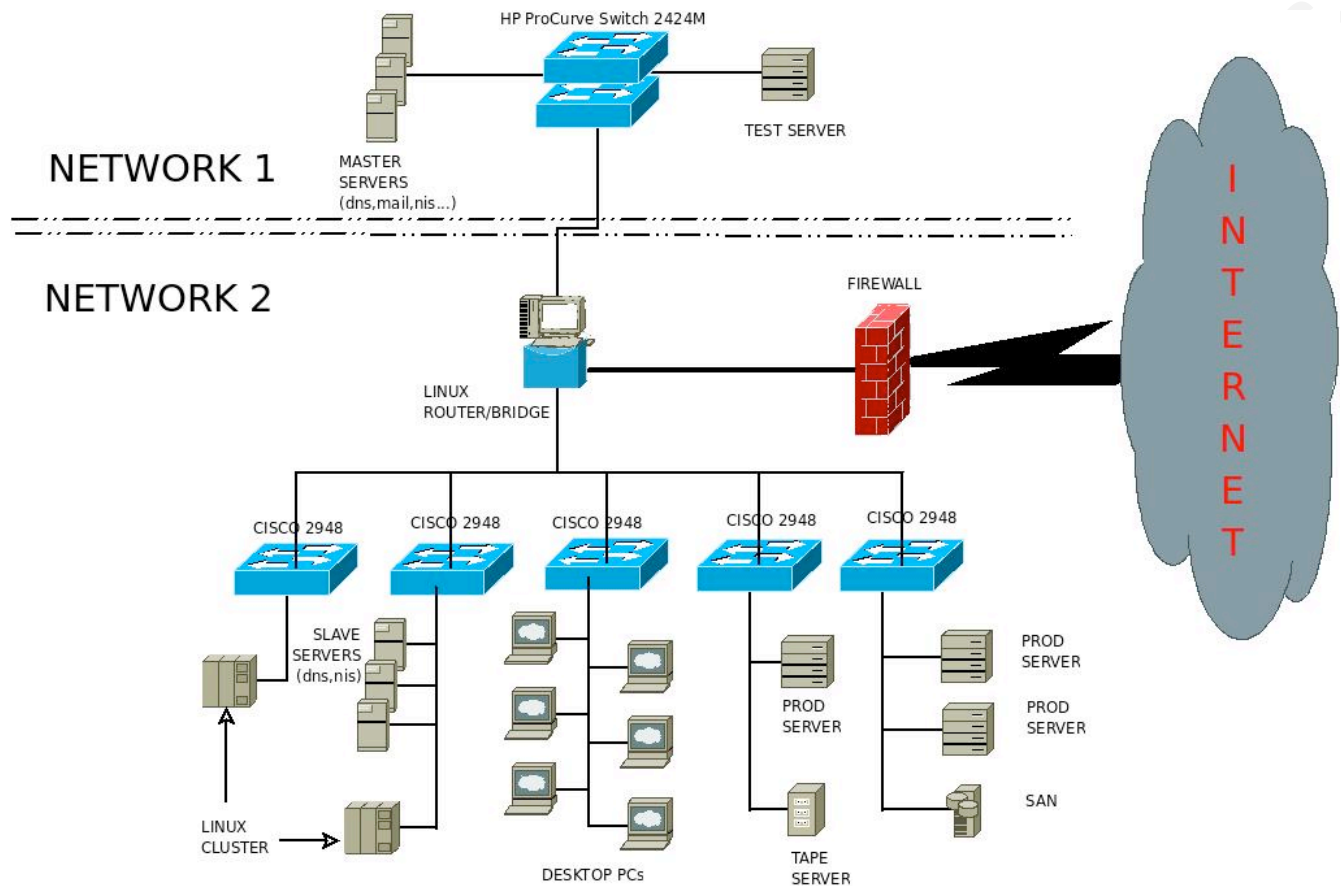 HP ProCurve Switch 2424M
TEST SERVER
NETWORK 1
MASTER
SERVERS
(dns,mail,nis...)
NETWORK 2
FIREWALL
LINUX
ROUTER/BRIDGE
INTERNET
CISCO 2948
CISCO 2948
CISCO 2948
CISCO 2948
CISCO 2948
SLAVE
SERVERS
(dns,nis)
PROD
SERVER
PROD
SERVER
PROD
SERVER
SAN
LINUX
CLUSTER
DESKTOP PCs
TAPE
SERVER